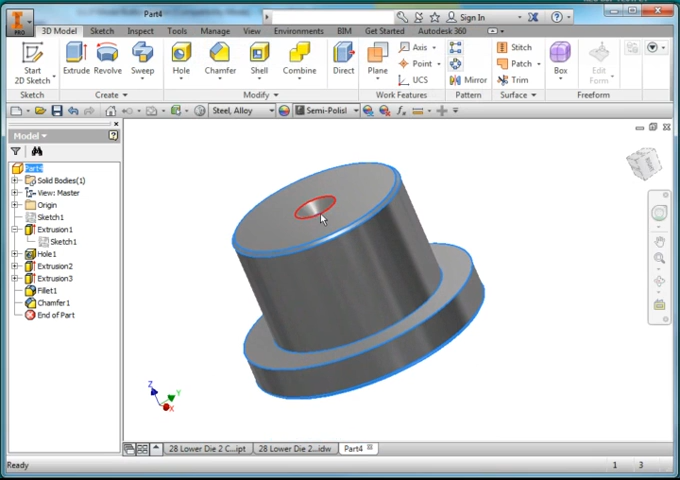 Part4
Sign In
PRO
3D Model Sketch Inspect Tools Manage View Environments BIM Get Started Autodesk 360
Start
2D Sketch
Extrude Revolve Sweep
Hole Chamfer Shell Combine
Direct
Plane
Axis
Point
UCS
Mirror
Stitch
Patch
Trim
Box
Edit
Form
Sketch Create Modify Work Features Pattern Surface Freeform
Steel, Alloy
Semi-Polisl
Model
Part4
Solid Bodies(1)
View: Master
Origin
Sketch1
Extrusion1
Sketch1
Hole1
Extrusion2
Extrusion3
Fillet1
Chamfer1
End of Part
Z
Y
X
28 Lower Die 2 C...ipt 28 Lower Die 2...idw Part4
Ready 1 3